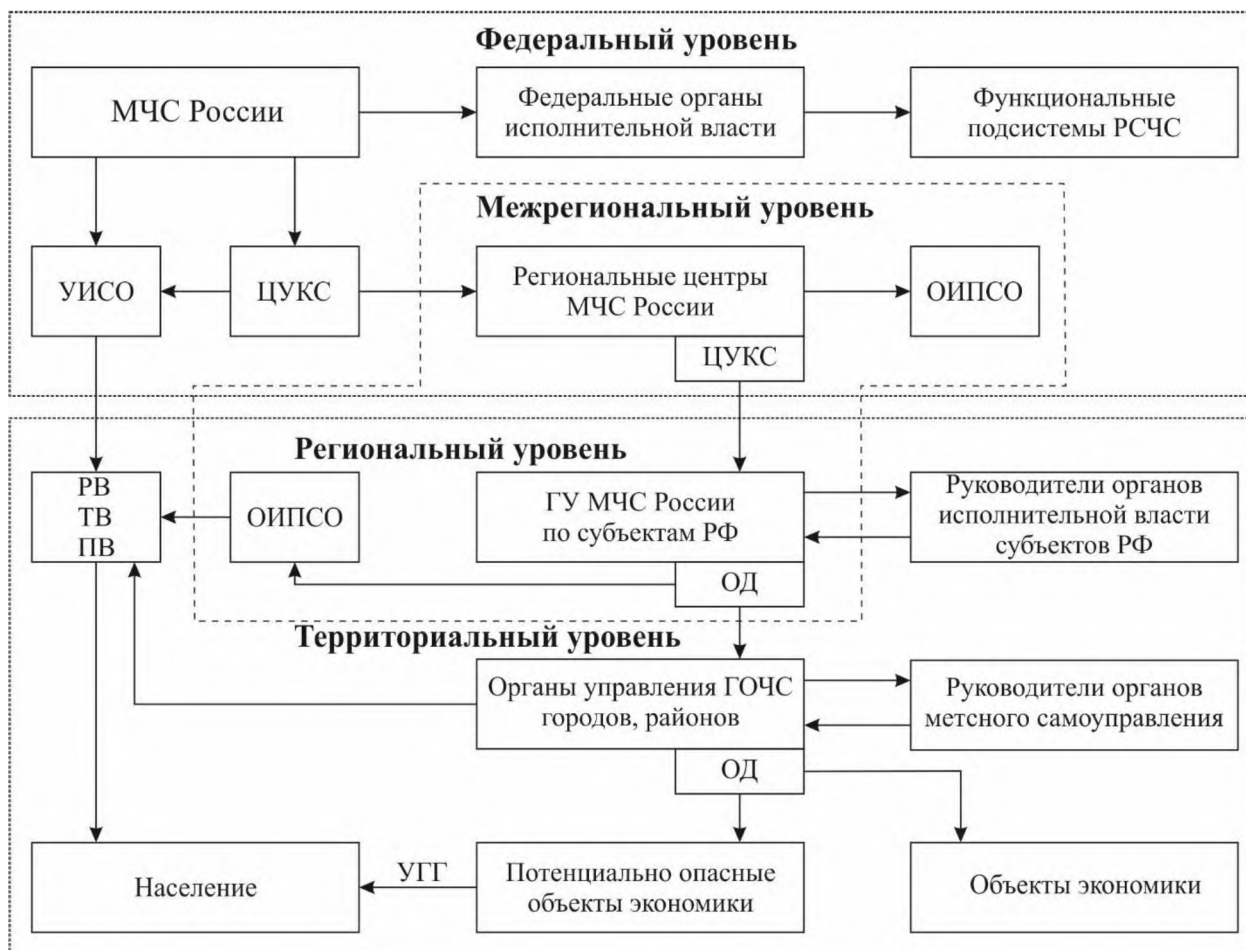 Федеральный уровень
МЧС России
Федеральные органы
исполнительной власти
Функциональные
подсистемы РСЧС
Межрегиональный уровень
УИСО
ЦУКС
Региональные центры
МЧС России
ОИПСО
ЦУКС
Региональный уровень
РВ
ТВ
ПВ
ОИПСО
ГУ МЧС России
по субъектам РФ
Руководители органов
исполнительной власти
субъектов РФ
ОД
Территориальный уровень
Органы управления ГОЧС
городов, районов
Руководители органов
метсного самоуправления
ОД
Население
УГГ
Потенциально опасные
объекты экономики
Объекты экономики